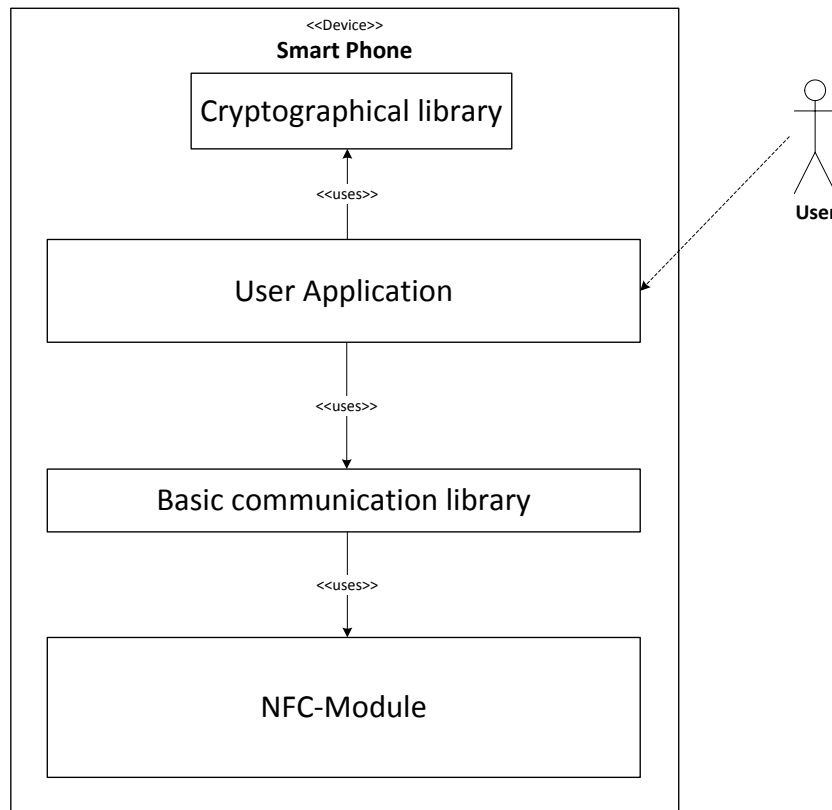 <<Device>>
Smart Phone
Cryptographical library
<<uses>>
User
User Application
<<uses>>
Basic communication library
<<uses>>
NFC-Module